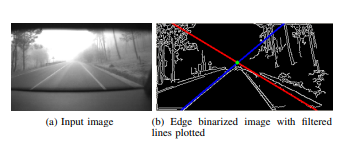 (a) Input image
(b) Edge binarized image with filtered
lines plotted